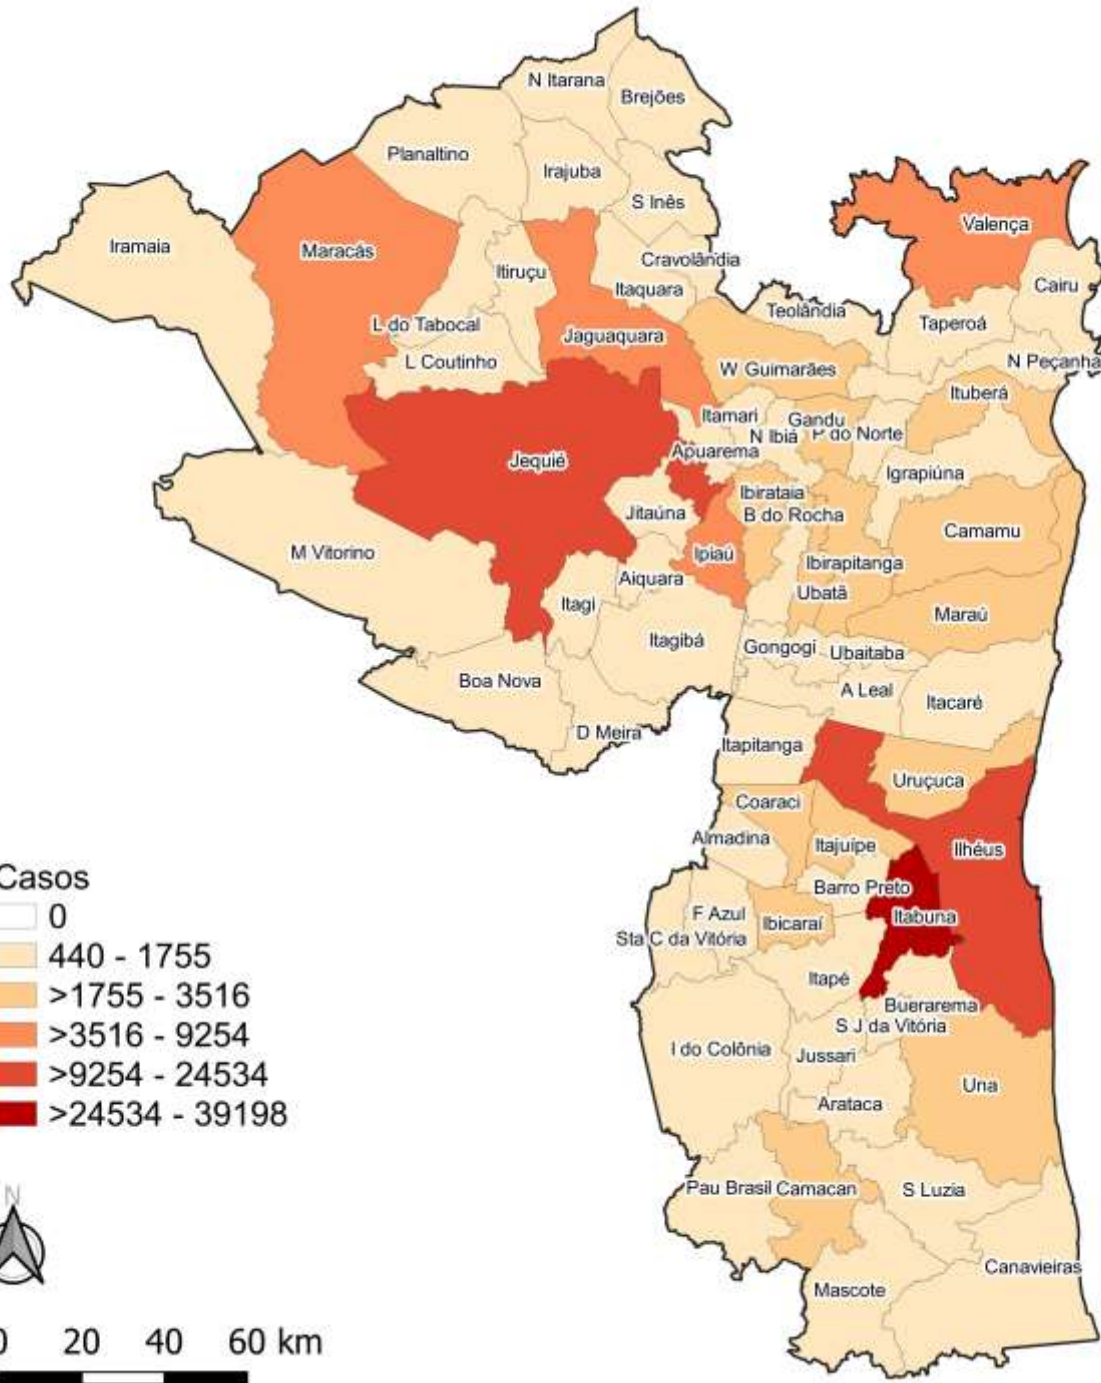 N Itarana
Brejões
Planaltino
Irajuba
S Inês
Valença
Iramaia
Maracás
Cravolândia
Itiruçu
Itaquara
Cairu
Teolândia
Taperoá
L do Tabocal
Jaguaquara
L Coutinho
N Peçanha
W Guimarães
Ituberá
Itamari
Gandu
N Ibiá
P do Norte
Apuarema
Jequié
Igrapiúna
Ibirataia
Jitaúna
B do Rocha
Camamu
M Vitorino
Ipiaú
Ibirapitanga
Aiquara
Ubatã
Itagi
Maraú
Itagibá
Gongogi
Ubaitaba
Boa Nova
A Leal
Itacaré
D Meira
Itapitanga
Uruçuca
Coaraci
Almadina
Itajuípe
Ilhéus
Barro Preto
F Azul
Ibicaraí
Itabuna
Sta C da Vitória
Itapé
Buerarema
S J da Vitória
I do Colônia
Jussari
Una
Arataca
Pau Brasil
Camacan
S Luzia
Canavieiras
Mascote
Casos
0
440 - 1755
>1755 - 3516
>3516 - 9254
>9254 - 24534
>24534 - 39198
N
0 20 40 60 km